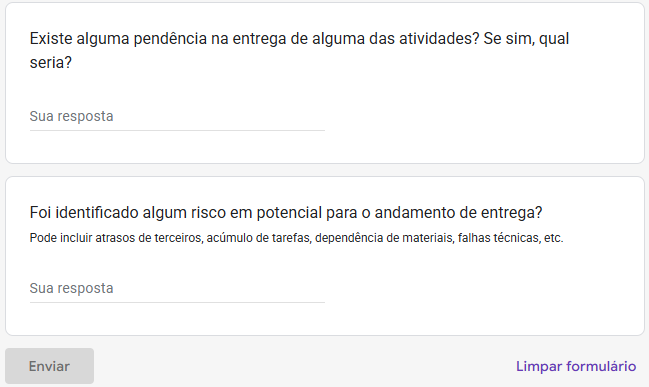 Existe alguma pendência na entrega de alguma das atividades? Se sim, qual
seria?
Sua resposta
Foi identificado algum risco em potencial para o andamento de entrega?
Pode incluir atrasos de terceiros, acúmulo de tarefas, dependência de materiais, falhas técnicas, etc.
Sua resposta
Enviar
Limpar formulário